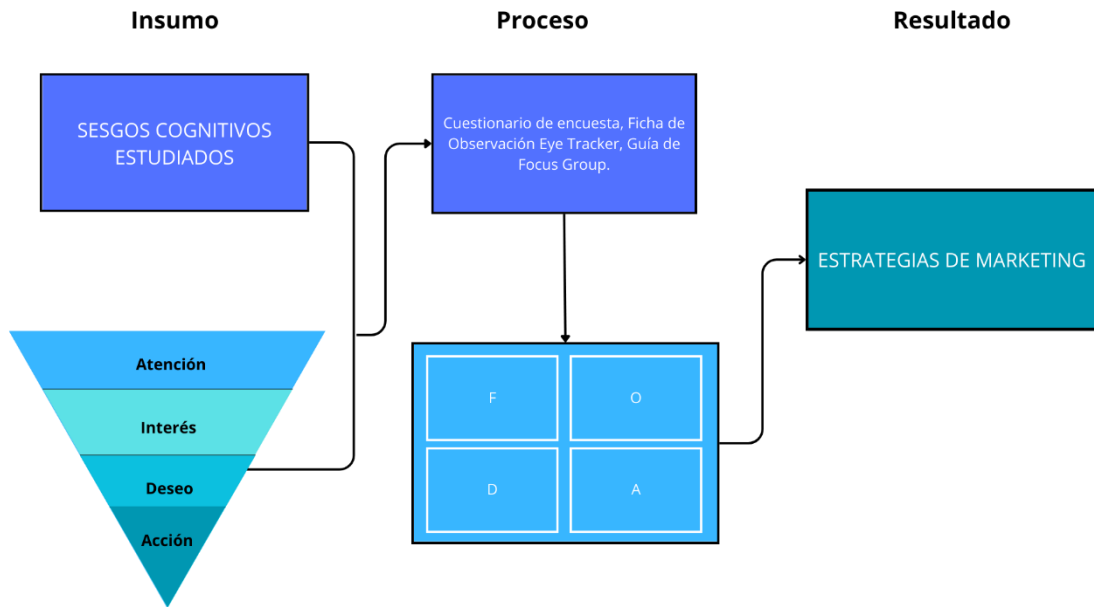 Insumo
Proceso
Resultado
SESGOS COGNITIVOS
ESTUDIADOS
Cuestionario de encuesta, Ficha de
Observación Eye Tracker, Guía de
Focus Group.
ESTRATEGIAS DE MARKETING
Atención
Interés
Deseo
Acción
F
O
D
A